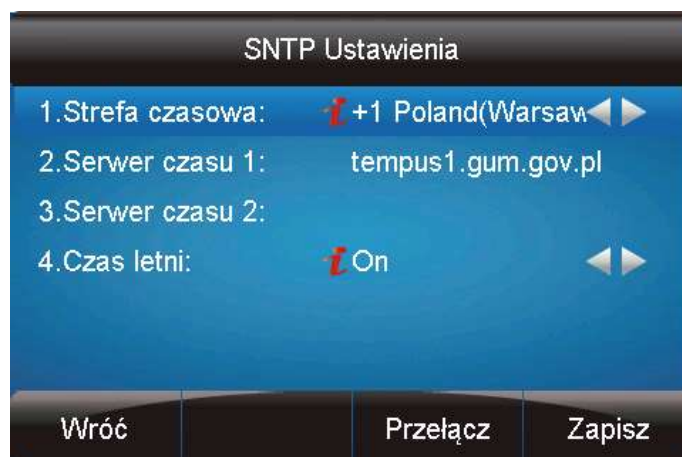 SNTP Ustawienia
1.Strefa czasowa: i +1 Poland(Warsaw
2.Serwer czasu 1: tempus1.gum.gov.pl
3.Serwer czasu 2:
4.Czas letni: i On
Wróć Przełącz Zapisz